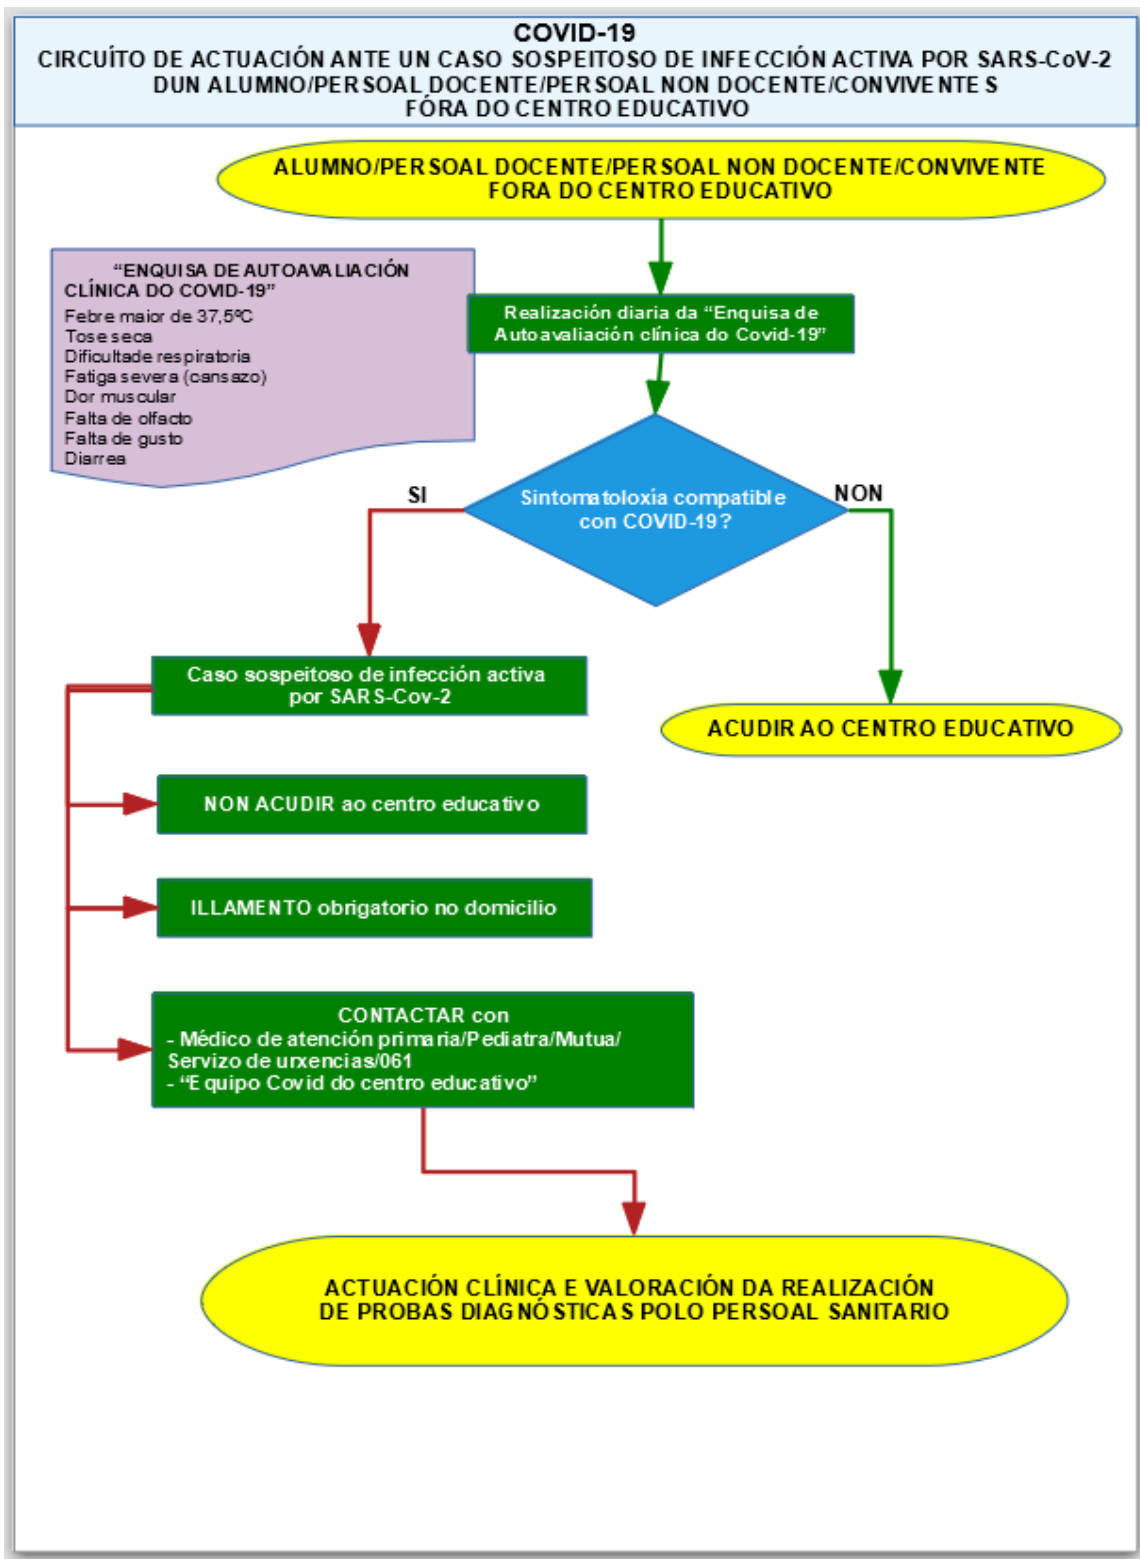 COVID-19
CIRCUÍTO DE ACTUACIÓN ANTE UN CASO SOSPEITOSO DE INFECCIÓN ACTIVA POR SARS-CoV-2
DUN ALUMNO/PERSOAL DOCENTE/PERSOAL NON DOCENTE/CONVIVENTE S
FÓRA DO CENTRO EDUCATIVO
ALUMNO/PERSOAL DOCENTE/PERSOAL NON DOCENTE/CONVIVENTE
FORA DO CENTRO EDUCATIVO
“ENQUISA DE AUTOAVALIACIÓN
CLÍNICA DO COVID-19”
Febre maior de 37,5ºC
Tose seca
Dificultade respiratoria
Fatiga severa (cansazo)
Dor muscular
Falta de olfacto
Falta de gusto
Diarrea
Realización diaria da “Enquisa de
Autoavaliación clínica do Covid-19”
Sintomatoloxía compatible
con COVID-19?
SI
NON
Caso sospeitoso de infección activa
por SARS-Cov-2
ACUDIR AO CENTRO EDUCATIVO
NON ACUDIR ao centro educativo
ILLAMENTO obrigatorio no domicilio
CONTACTAR con
- Médico de atención primaria/Pediatra/Mutua/
Servizo de urxencias/061
- “Equipo Covid do centro educativo”
ACTUACIÓN CLÍNICA E VALORACIÓN DA REALIZACIÓN
DE PROBAS DIAGNÓSTICAS POLO PERSOAL SANITARIO